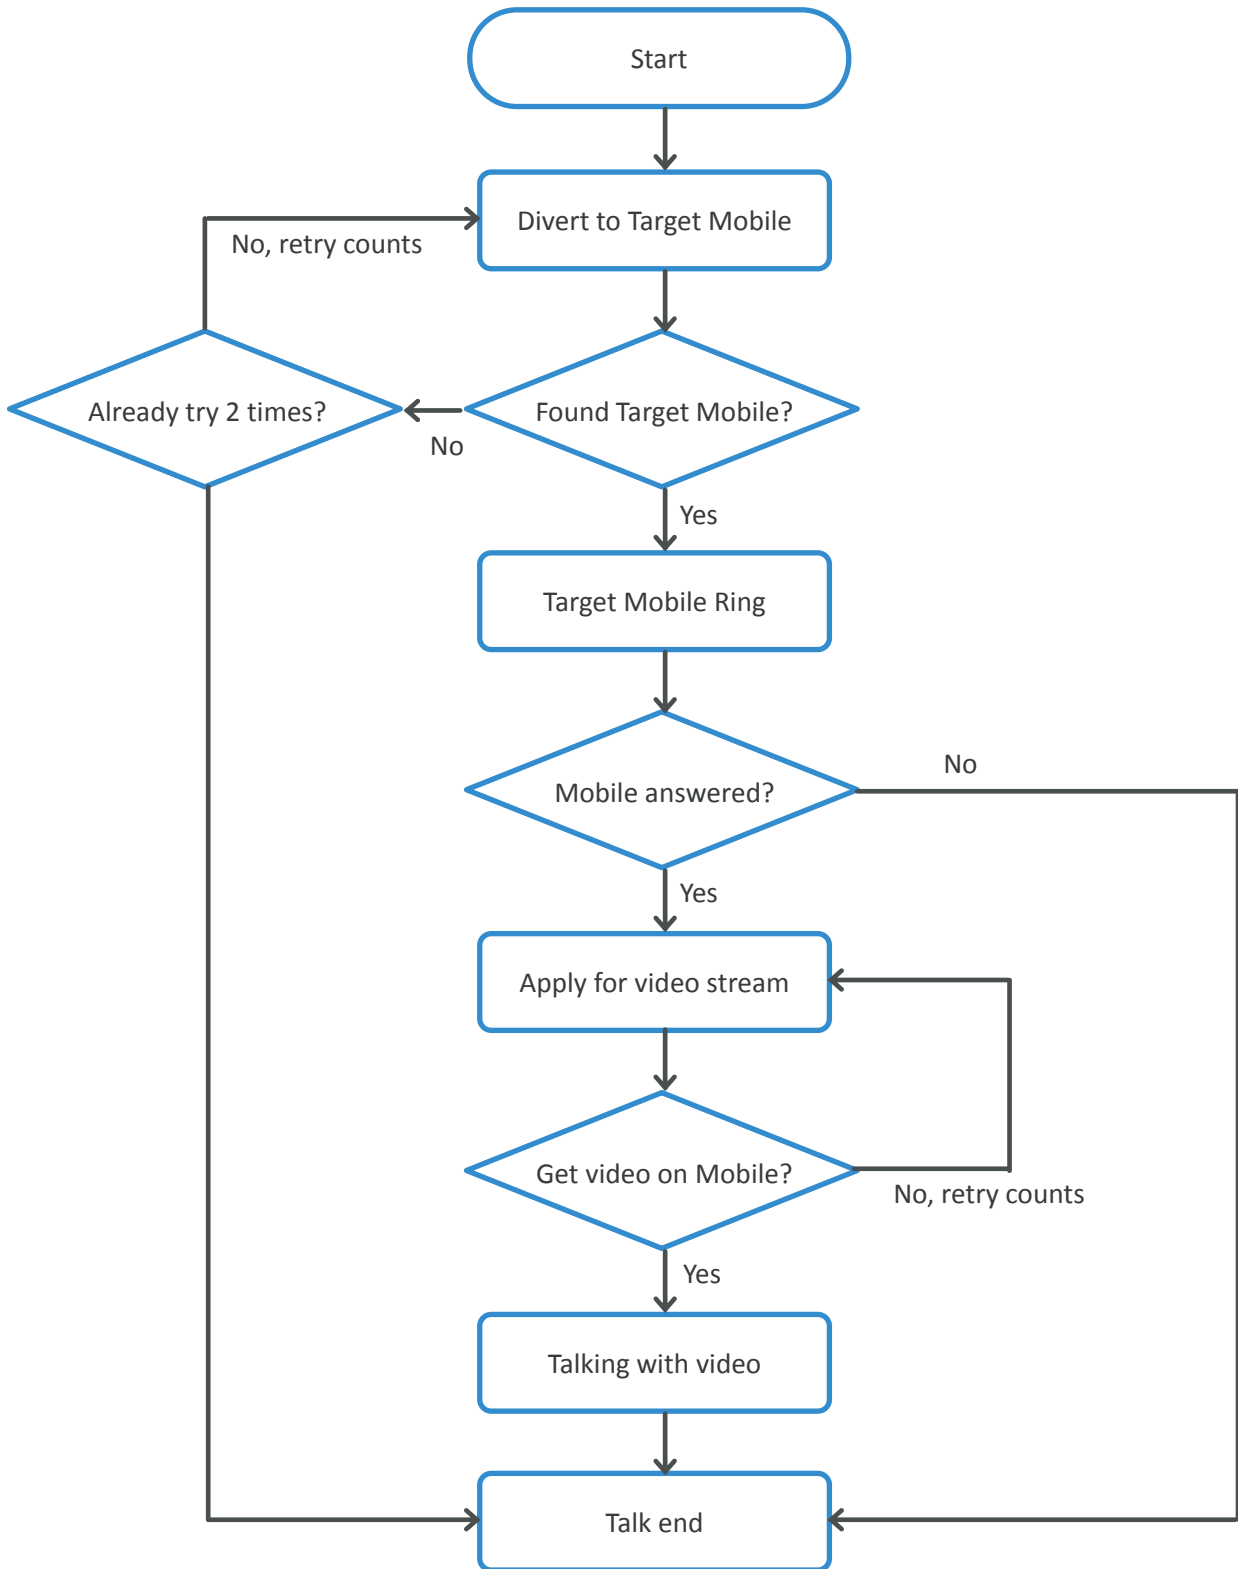 Start
Divert to Target Mobile
No, retry counts
Already try 2 times?
Found Target Mobile?
No
Yes
Target Mobile Ring
Mobile answered?
No
Yes
Apply for video stream
Get video on Mobile?
No, retry counts
Yes
Talking with video
Talk end